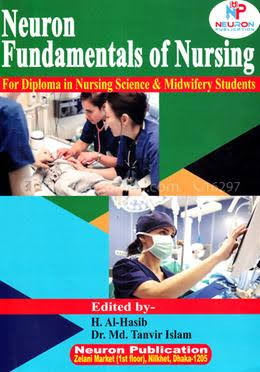 NP
NEURON
PUBLICATION
Neuron
Fundamentals of Nursing
For Diploma in Nursing Science & Midwifery Students
Edited by-
H. Al-Hasib
Dr. Md. Tanvir Islam
Neuron Publication
Zelani Market (1st floor), Nilkhet, Dhaka-1205